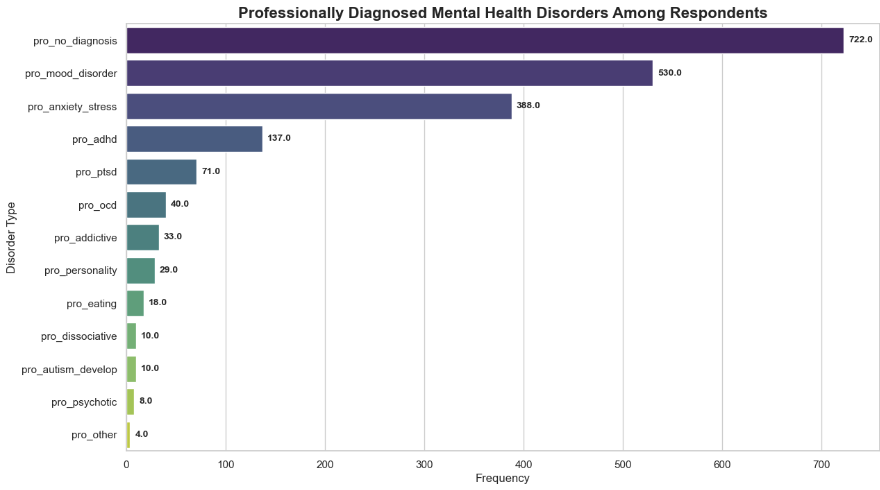 Professionally Diagnosed Mental Health Disorders Among Respondents
pro_no_diagnosis 722.0
pro_mood_disorder 530.0
pro_anxiety_stress 388.0
pro_adhd 137.0
pro_ptsd 71.0
pro_ocd 40.0
pro_addictive 33.0
pro_personality 29.0
pro_eating 18.0
pro_dissociative 10.0
pro_autism_develop 10.0
pro_psychotic 8.0
pro_other 4.0
Disorder Type
0 100 200 300 400 500 600 700
Frequency